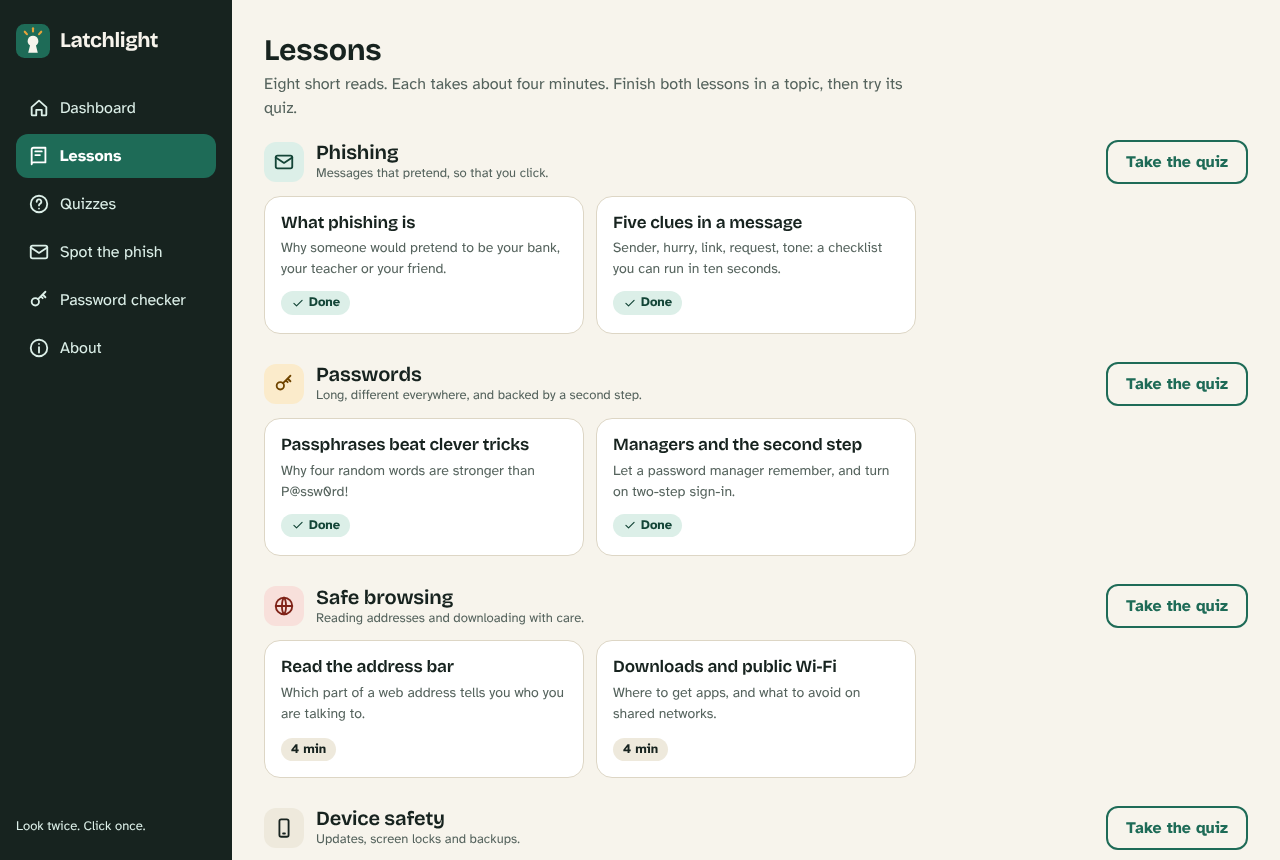 Latchlight
Dashboard
Lessons
Quizzes
Spot the phish
Password checker
About
Look twice. Click once.
Lessons
Eight short reads. Each takes about four minutes. Finish both lessons in a topic, then try its
quiz.
Phishing
Messages that pretend, so that you click.
Take the quiz
What phishing is
Why someone would pretend to be your bank,
your teacher or your friend.
Done
Five clues in a message
Sender, hurry, link, request, tone: a checklist
you can run in ten seconds.
Done
Passwords
Long, different everywhere, and backed by a second step.
Take the quiz
Passphrases beat clever tricks
Why four random words are stronger than
P@ssw0rd!
Done
Managers and the second step
Let a password manager remember, and turn
on two-step sign-in.
Done
Safe browsing
Reading addresses and downloading with care.
Take the quiz
Read the address bar
Which part of a web address tells you who you
are talking to.
4 min
Downloads and public Wi-Fi
Where to get apps, and what to avoid on
shared networks.
4 min
Device safety
Updates, screen locks and backups.
Take the quiz